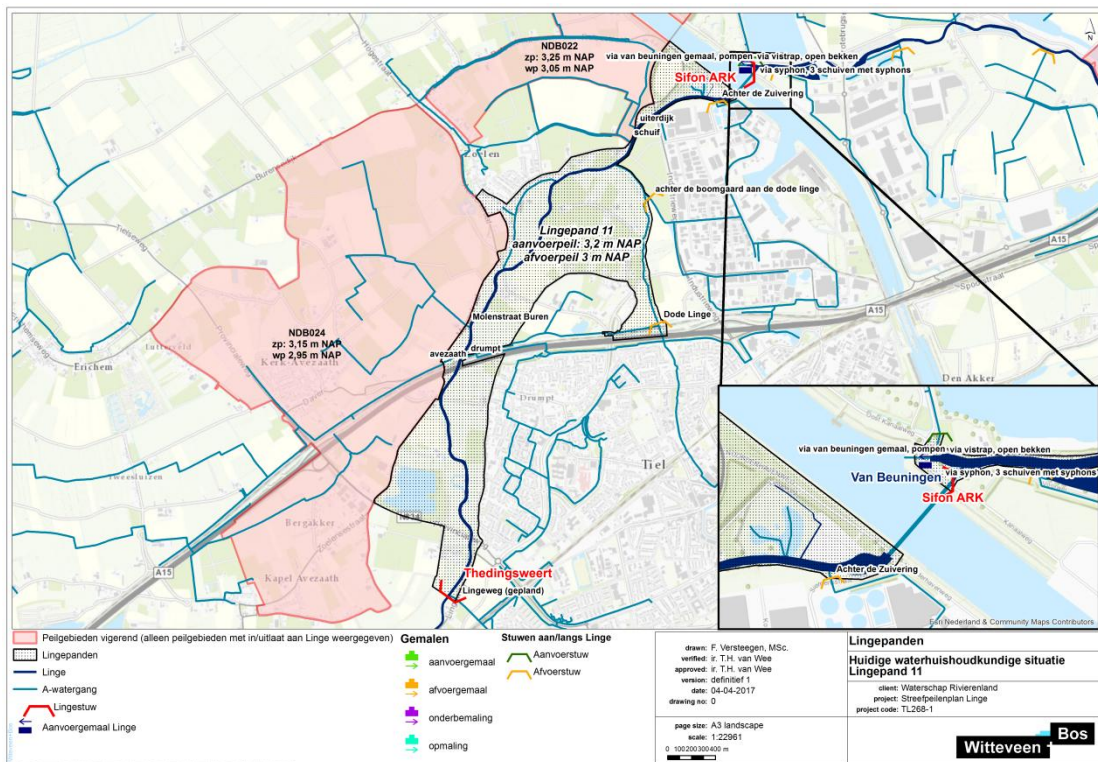 NDB022
zp: 3,25 m NAP
wp 3,05 m NAP
via van beuningen gemaal, pompen
via vistrap, open bekken
Sifon ARK
via syphon, 3 schuiven met syphons
Achter de Zuivering
uiterdijk
schuif
Zoelen
achter de boomgaard aan de dode linge
Lingepand 11
aanvoerpeil: 3,2 m NAP
afvoerpeil 3 m NAP
Industrieweg
A15
Spoorstraat
Tielseweg
Molenstraat Buren
Dode Linge
NDB024
zp: 3,15 m NAP
wp 2,95 m NAP
avezaath
drumpt
Erichem
Kerk-Avezaath
Drumpt
Den Akker
Tiel
Bergakker
A15
Kapel Avezaath
Thedingsweert
Lingeweg (gepland)
via van beuningen gemaal, pompen
via vistrap, open bekken
via syphon, 3 schuiven met syphons
Van Beuningen
Sifon ARK
Achter de Zuivering
Esri Nederland & Community Maps Contributors
Peilgebieden vigerend (alleen peilgebieden met in/uitlaat aan Linge weergegeven)
Lingepanden
Linge
A-watergang
Lingestuw
Aanvoergemaal Linge
Gemalen
aanvoergemaal
afvoergemaal
onderbemaling
opmaling
Stuwen aan/langs Linge
Aanvoerstuw
Afvoerstuw
drawn: F. Versteegen, MSc.
verified: ir. T.H. van Wee
approved: ir. T.H. van Wee
version: definitief 1
date: 04-04-2017
drawing no: 0
page size: A3 landscape
scale: 1:22961
0 100200300400 m
Lingepanden
Huidige waterhuishoudkundige situatie
Lingepand 11
client: Waterschap Rivierenland
project: Streefpeilenplan Linge
project code: TL268-1
Witteveen + Bos